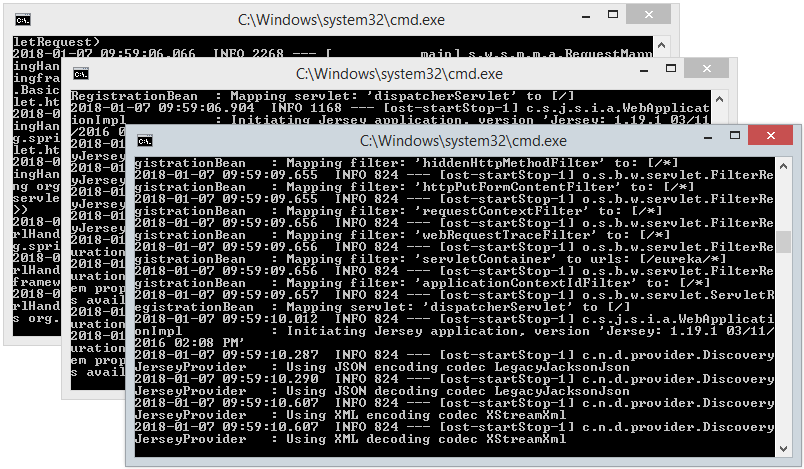 C:\Windows\system32\cmd.exe
letRequest)
2018-01-07 09:59:06.066  INFO 2268 --- [           main] s.w.s.m.m.a.RequestMapp
ingHan
ingfram
.Basic
let.ht
2018-0
ingHan
g.spri
let.ht
2018-0
ingHan
ng org
servle
>>
2018-0
rlHand
g.spri
2018-0
rlHand
framew
2018-0
rlHand
s org.
C:\Windows\system32\cmd.exe
RegistrationBean   : Mapping servlet: 'dispatcherServlet' to [/]
2018-01-07 09:59:06.904  INFO 1168 --- [ost-startStop-1] c.s.j.s.i.a.WebApplicat
ionImpl            : Initiating Jersey application, version 'Jersey: 1.19.1 03/11
/2016 0
2018-01
yJersey
2018-01
yJersey
2018-01
yJersey
2018-01
yJersey
2018-01
uration
2018-01
uration
em prop
s avail
2018-01
uration
2018-01
uration
em prop
s avail
C:\Windows\system32\cmd.exe
gistrationBean   : Mapping filter: 'hiddenHttpMethodFilter' to: [/*]
2018-01-07 09:59:09.655  INFO 824 --- [ost-startStop-1] o.s.b.w.servlet.FilterRe
gistrationBean   : Mapping filter: 'httpPutFormContentFilter' to: [/*]
2018-01-07 09:59:09.655  INFO 824 --- [ost-startStop-1] o.s.b.w.servlet.FilterRe
gistrationBean   : Mapping filter: 'requestContextFilter' to: [/*]
2018-01-07 09:59:09.656  INFO 824 --- [ost-startStop-1] o.s.b.w.servlet.FilterRe
gistrationBean   : Mapping filter: 'webRequestTraceFilter' to: [/*]
2018-01-07 09:59:09.656  INFO 824 --- [ost-startStop-1] o.s.b.w.servlet.FilterRe
gistrationBean   : Mapping filter: 'servletContainer' to urls: [/eureka/*]
2018-01-07 09:59:09.656  INFO 824 --- [ost-startStop-1] o.s.b.w.servlet.FilterRe
gistrationBean   : Mapping filter: 'applicationContextIdFilter' to: [/*]
2018-01-07 09:59:09.657  INFO 824 --- [ost-startStop-1] o.s.b.w.servlet.ServletR
egistrationBean  : Mapping servlet: 'dispatcherServlet' to [/]
2018-01-07 09:59:10.012  INFO 824 --- [ost-startStop-1] c.s.j.s.i.a.WebApplicati
onImpl           : Initiating Jersey application, version 'Jersey: 1.19.1 03/11/
2016 02:08 PM'
2018-01-07 09:59:10.287  INFO 824 --- [ost-startStop-1] c.n.d.provider.Discovery
JerseyProvider   : Using JSON encoding codec LegacyJacksonJson
2018-01-07 09:59:10.290  INFO 824 --- [ost-startStop-1] c.n.d.provider.Discovery
JerseyProvider   : Using JSON decoding codec LegacyJacksonJson
2018-01-07 09:59:10.607  INFO 824 --- [ost-startStop-1] c.n.d.provider.Discovery
JerseyProvider   : Using XML encoding codec XStreamXml
2018-01-07 09:59:10.607  INFO 824 --- [ost-startStop-1] c.n.d.provider.Discovery
JerseyProvider   : Using XML decoding codec XStreamXml